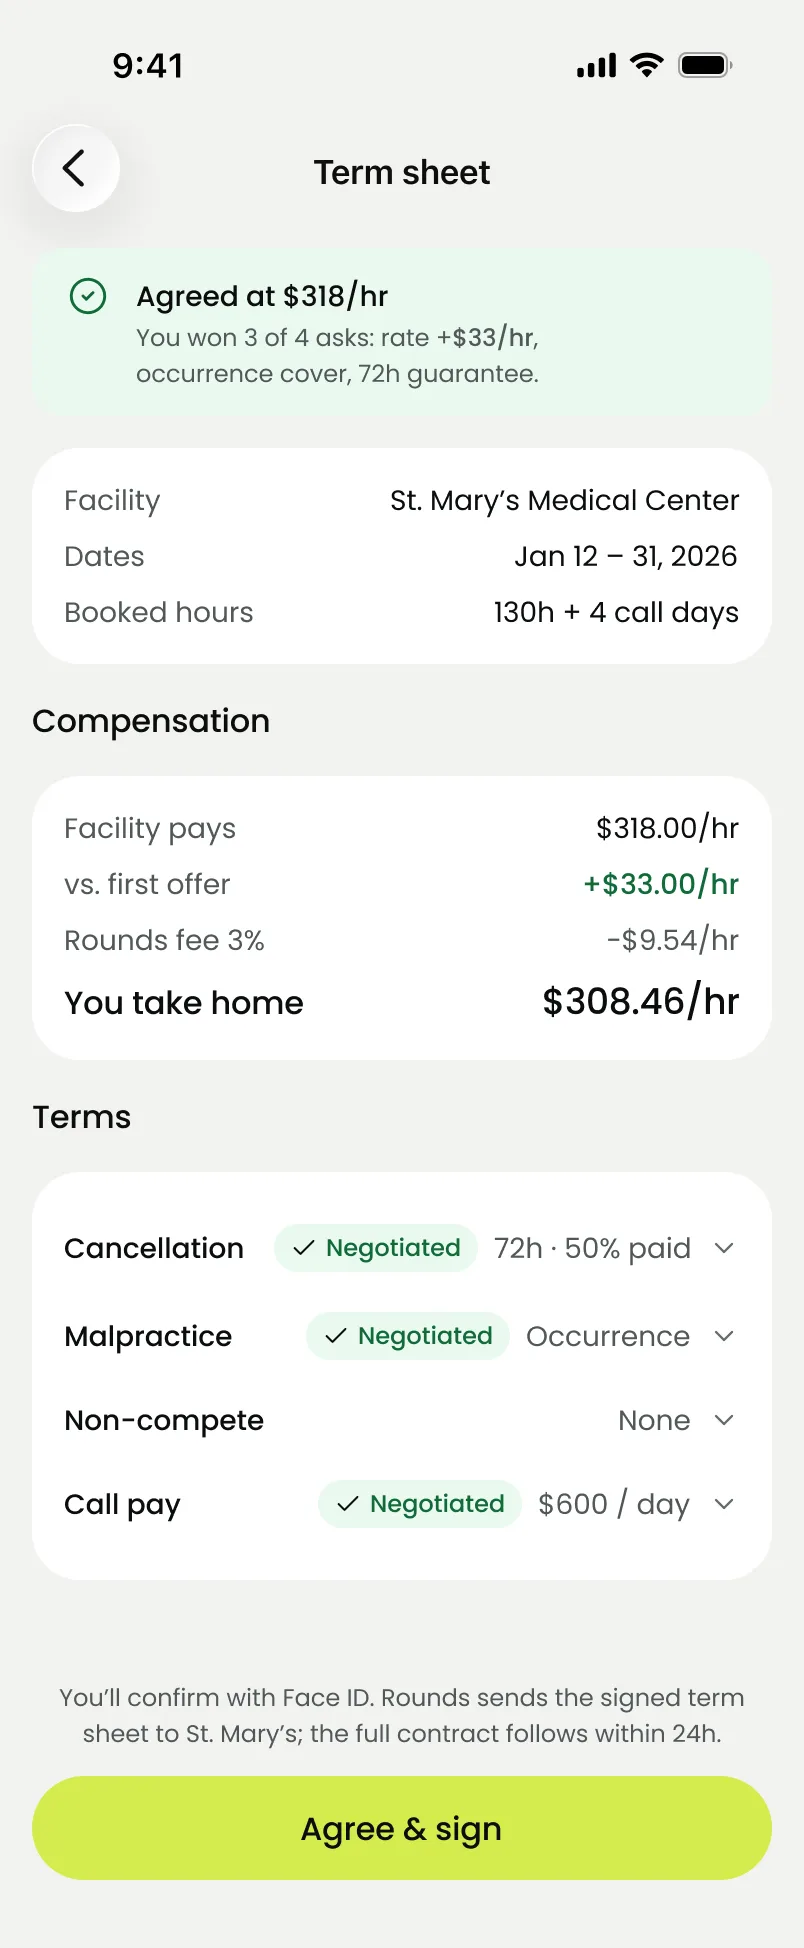 9:41
Term sheet
Agreed at $318/hr
You won 3 of 4 asks: rate +$33/hr,
occurrence cover, 72h guarantee.
Facility St. Mary’s Medical Center
Dates Jan 12 – 31, 2026
Booked hours 130h + 4 call days
Compensation
Facility pays $318.00/hr
vs. first offer +$33.00/hr
Rounds fee 3% -$9.54/hr
You take home $308.46/hr
Terms
Cancellation Negotiated 72h · 50% paid
Malpractice Negotiated Occurrence
Non-compete None
Call pay Negotiated $600 / day
You’ll confirm with Face ID. Rounds sends the signed term
sheet to St. Mary’s; the full contract follows within 24h.
Agree & sign